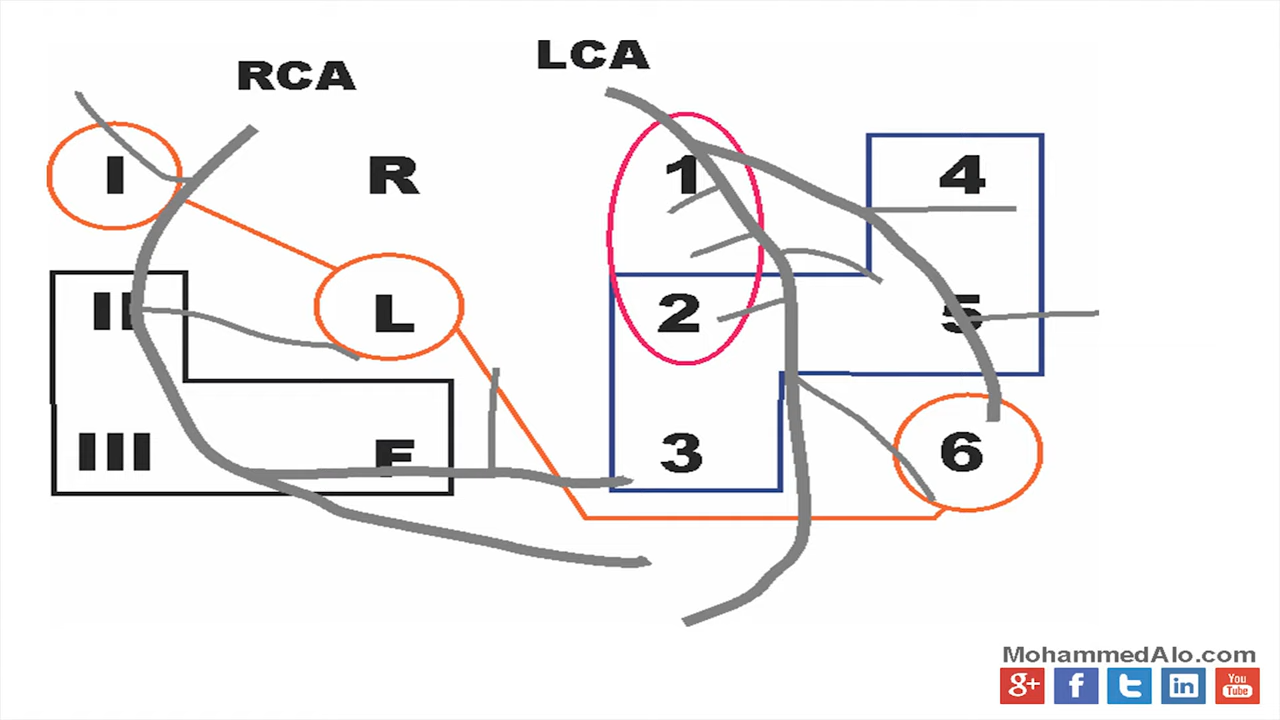 RCA
LCA
I R 1 4
II L 2 5
III F 3 6
MohammedAlo.com
g+ f t in You Tube